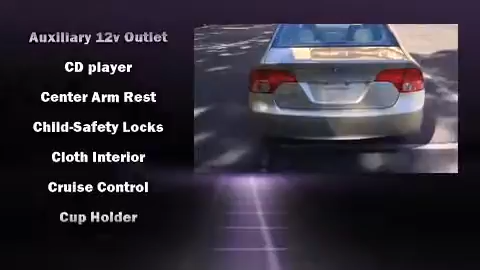 Auxiliary 12v Outlet
CD player
Center Arm Rest
Child-Safety Locks
Cloth Interior
Cruise Control
Cup Holder